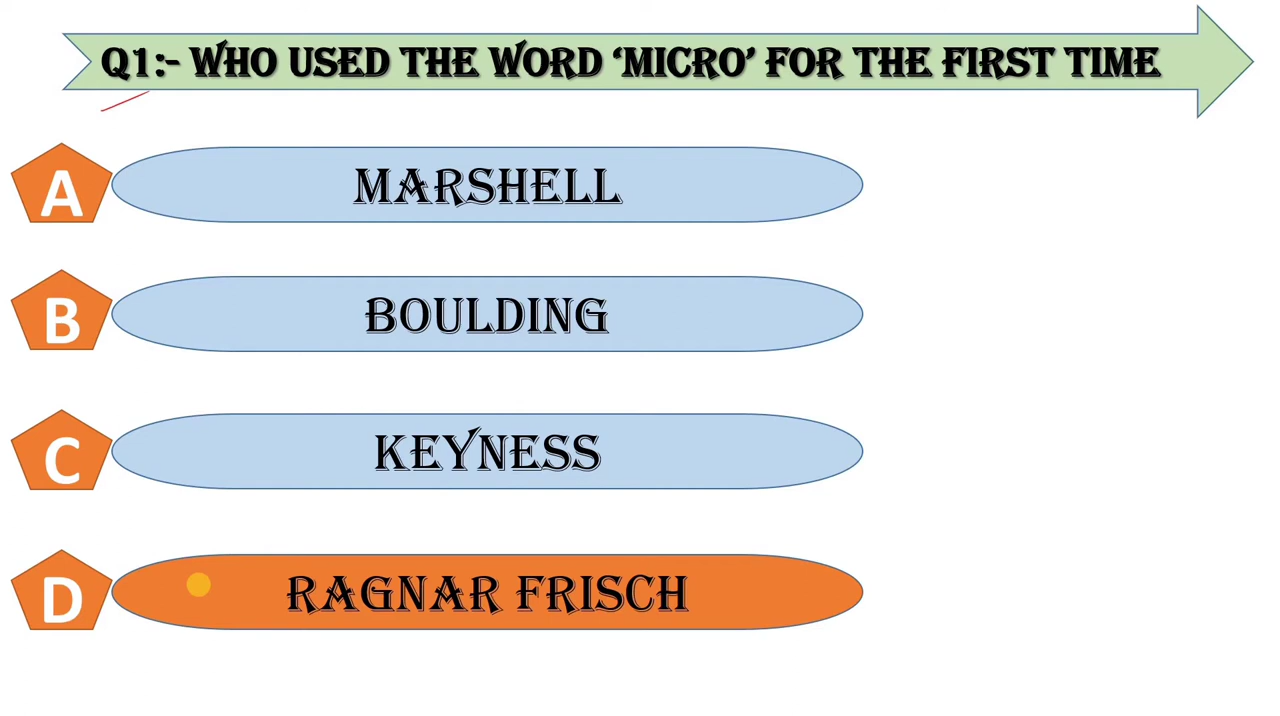 Q1:- WHO USED THE WORD ‘MICRO’ FOR THE FIRST TIME
A MARSHELL
B BOULDING
C KEYNESS
D RAGNAR FRISCH